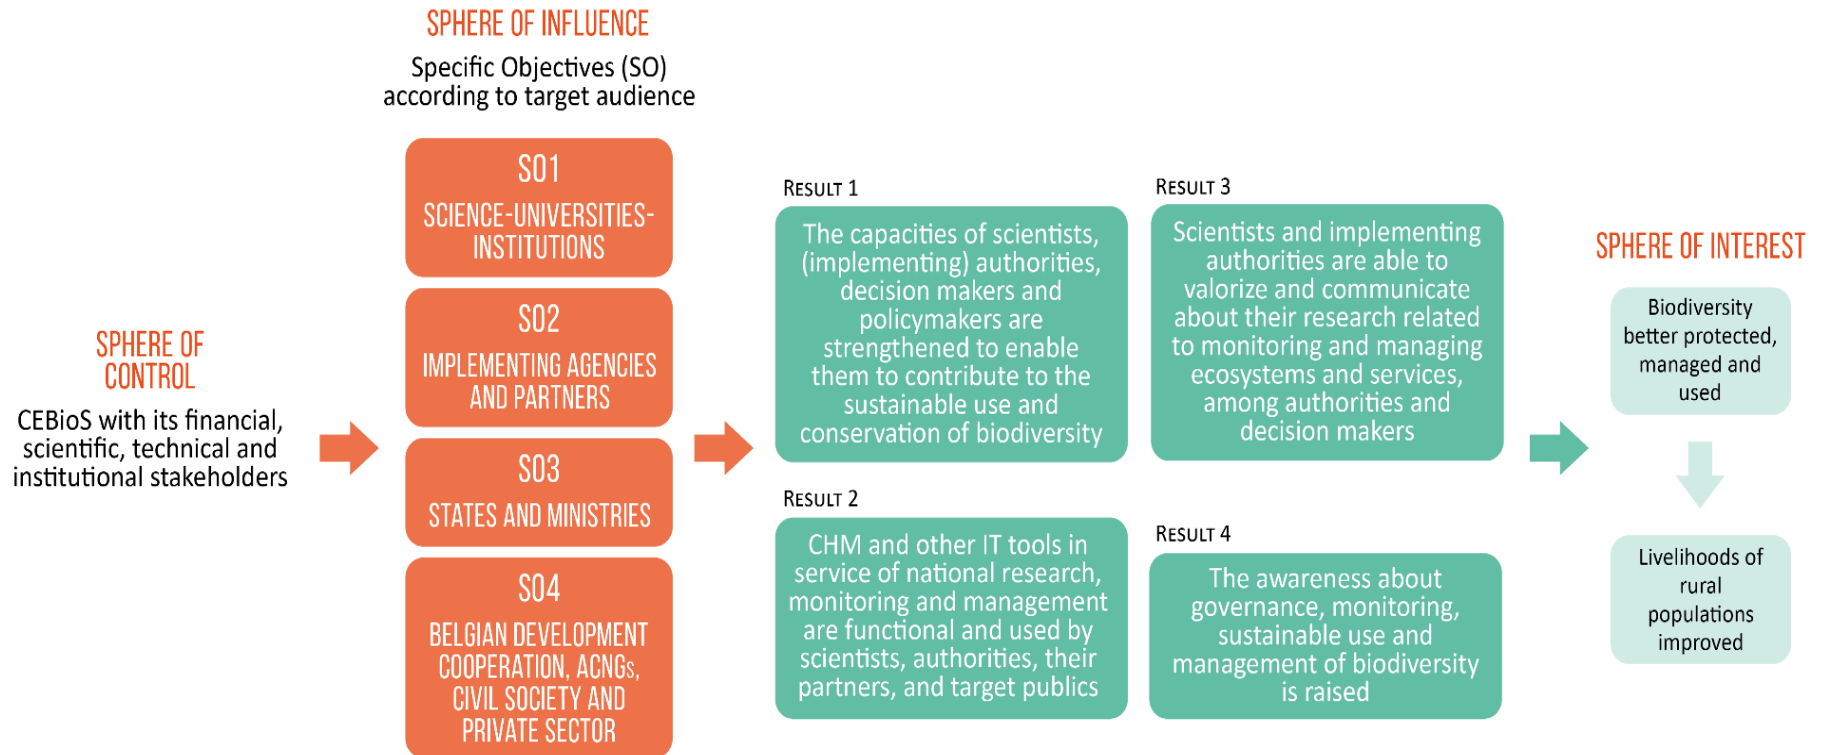 SPHERE OF INFLUENCE
Specific Objectives (SO)
according to target audience
SPHERE OF
CONTROL
CEBioS with its financial,
scientific, technical and
institutional stakeholders
SO1
SCIENCE-UNIVERSITIES-
INSTITUTIONS
SO2
IMPLEMENTING AGENCIES
AND PARTNERS
SO3
STATES AND MINISTRIES
SO4
BELGIAN DEVELOPMENT
COOPERATION, ACNGs,
CIVIL SOCIETY AND
PRIVATE SECTOR
RESULT 1
The capacities of scientists,
(implementing) authorities,
decision makers and
policymakers are
strengthened to enable
them to contribute to the
sustainable use and
conservation of biodiversity
RESULT 2
CHM and other IT tools in
service of national research,
monitoring and management
are functional and used by
scientists, authorities, their
partners, and target publics
RESULT 3
Scientists and implementing
authorities are able to
valorize and communicate
about their research related
to monitoring and managing
ecosystems and services,
among authorities and
decision makers
RESULT 4
The awareness about
governance, monitoring,
sustainable use and
management of biodiversity
is raised
SPHERE OF INTEREST
Biodiversity
better protected,
managed and
used
Livelihoods of
rural
populations
improved